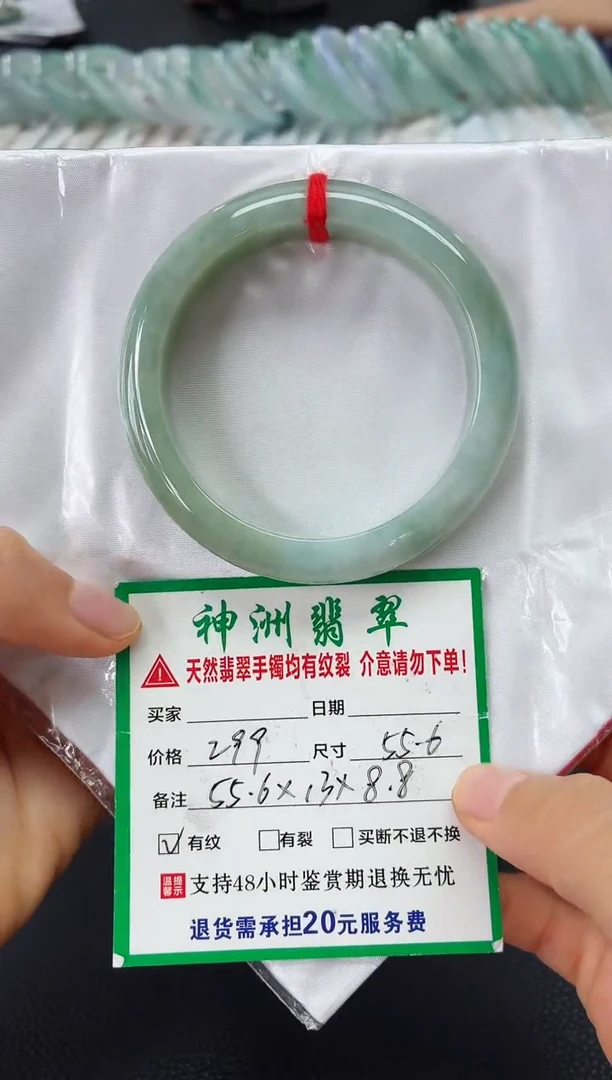 神洲翡翠
天然翡翠手镯均有纹裂 介意请勿下单!
买家 日期
价格 299 尺寸 55.6
备注 55.6×13×8.8
☑有纹 □有裂 □买断不退不换
温馨提示 支持48小时鉴赏期退换无忧
退货需承担20元服务费